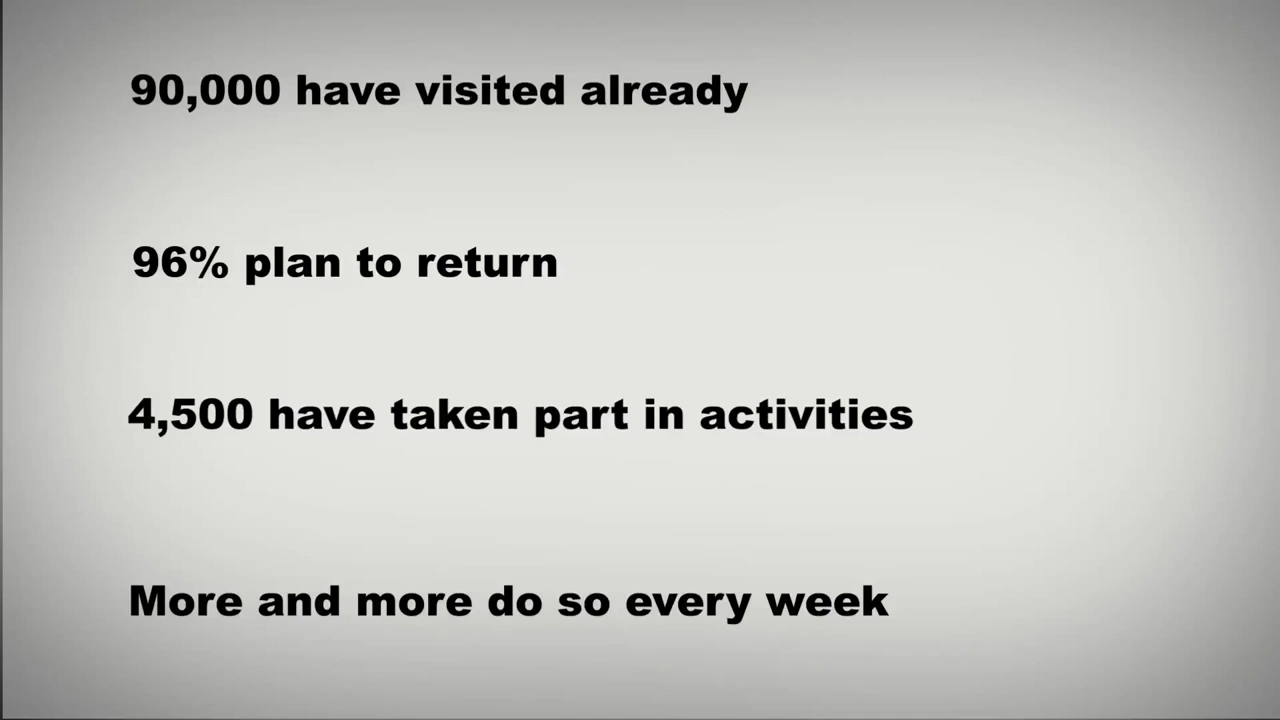 90,000 have visited already
96% plan to return
4,500 have taken part in activities
More and more do so every week